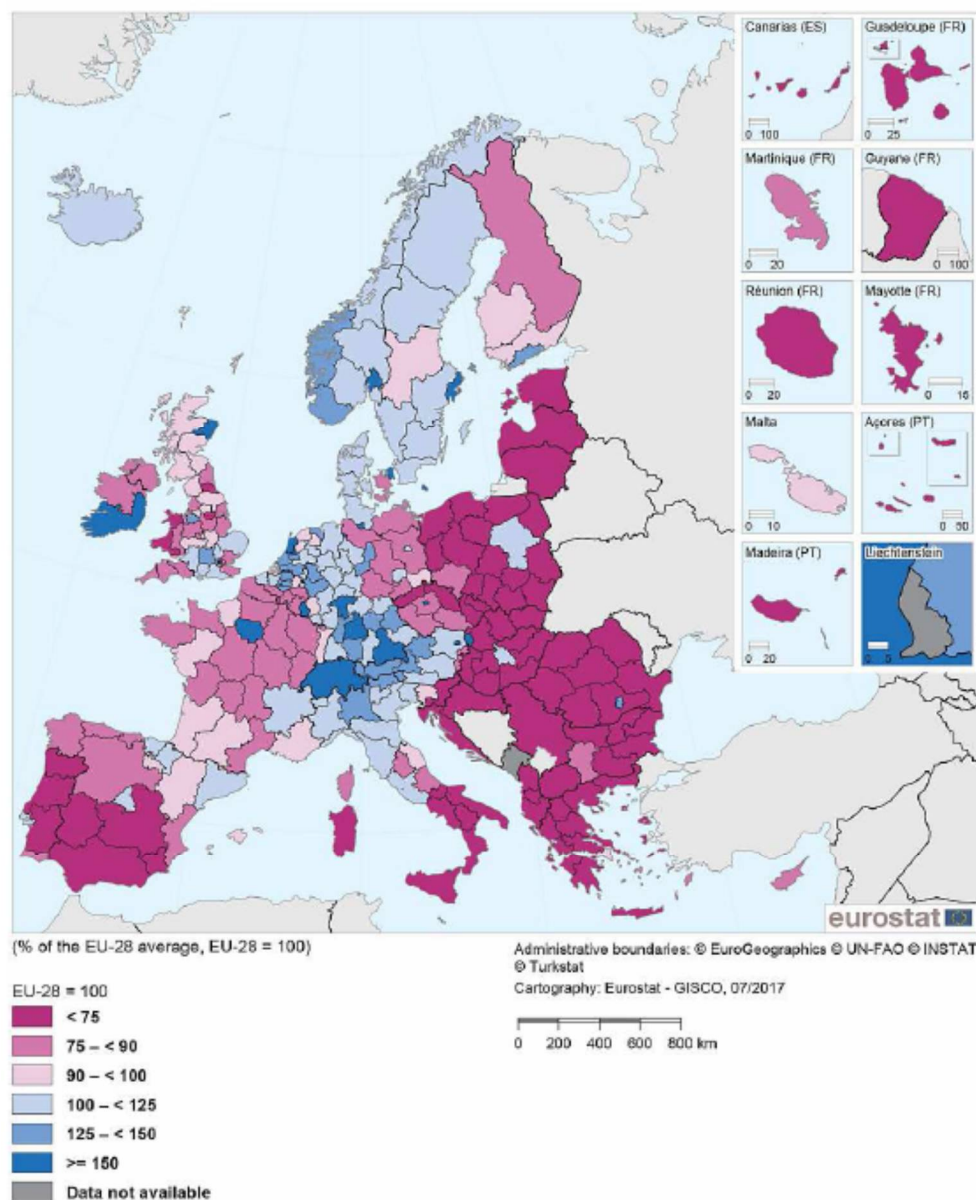 Canarias (ES)
0 100
Guadeloupe (FR)
0 25
Martinique (FR)
0 20
Guyane (FR)
0 100
Réunion (FR)
0 20
Mayotte (FR)
0 15
Malta
0 10
Açores (PT)
0 50
Madeira (PT)
0 20
Liechtenstein
eurostat
(% of the EU-28 average, EU-28 = 100)
Administrative boundaries: © EuroGeographics © UN-FAO © INSTAT
© Turkstat
Cartography: Eurostat - GISCO, 07/2017
0 200 400 600 800 km
EU-28 = 100
< 75
75 – < 90
90 – < 100
100 – < 125
125 – < 150
>= 150
Data not available